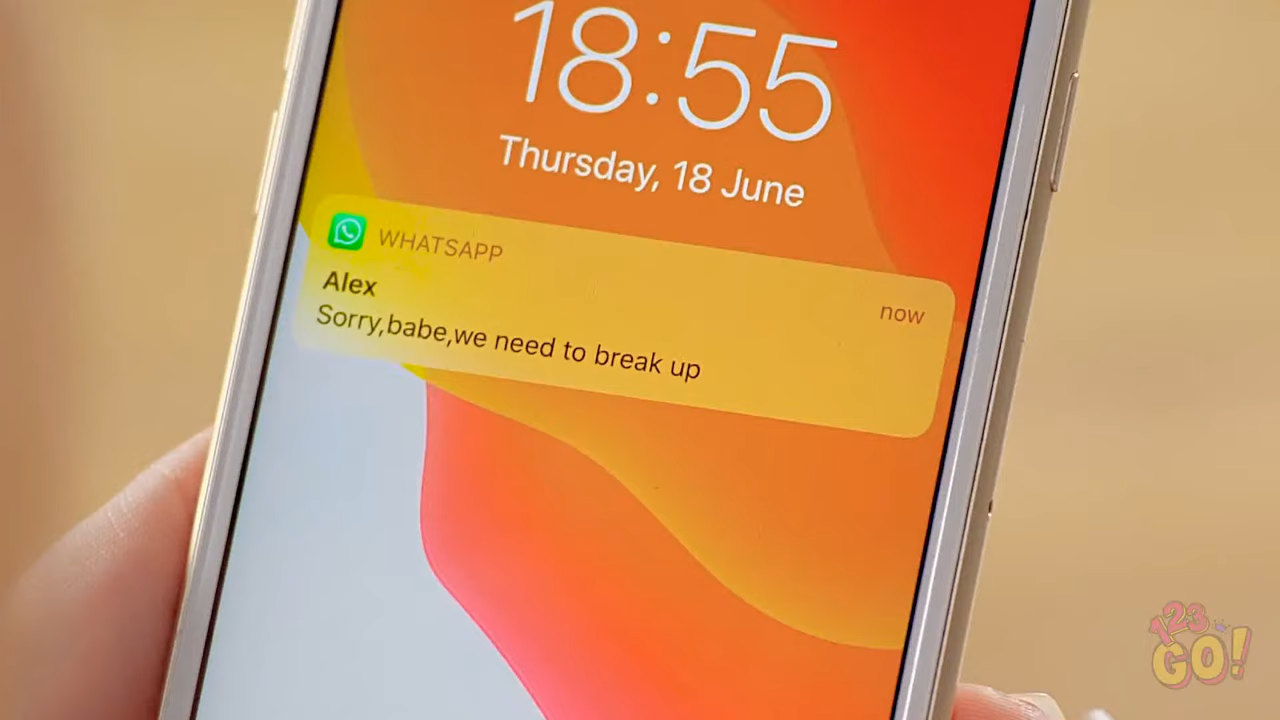 18:55
Thursday, 18 June
WHATSAPP
now
Alex
Sorry,babe,we need to break up
123
GO!